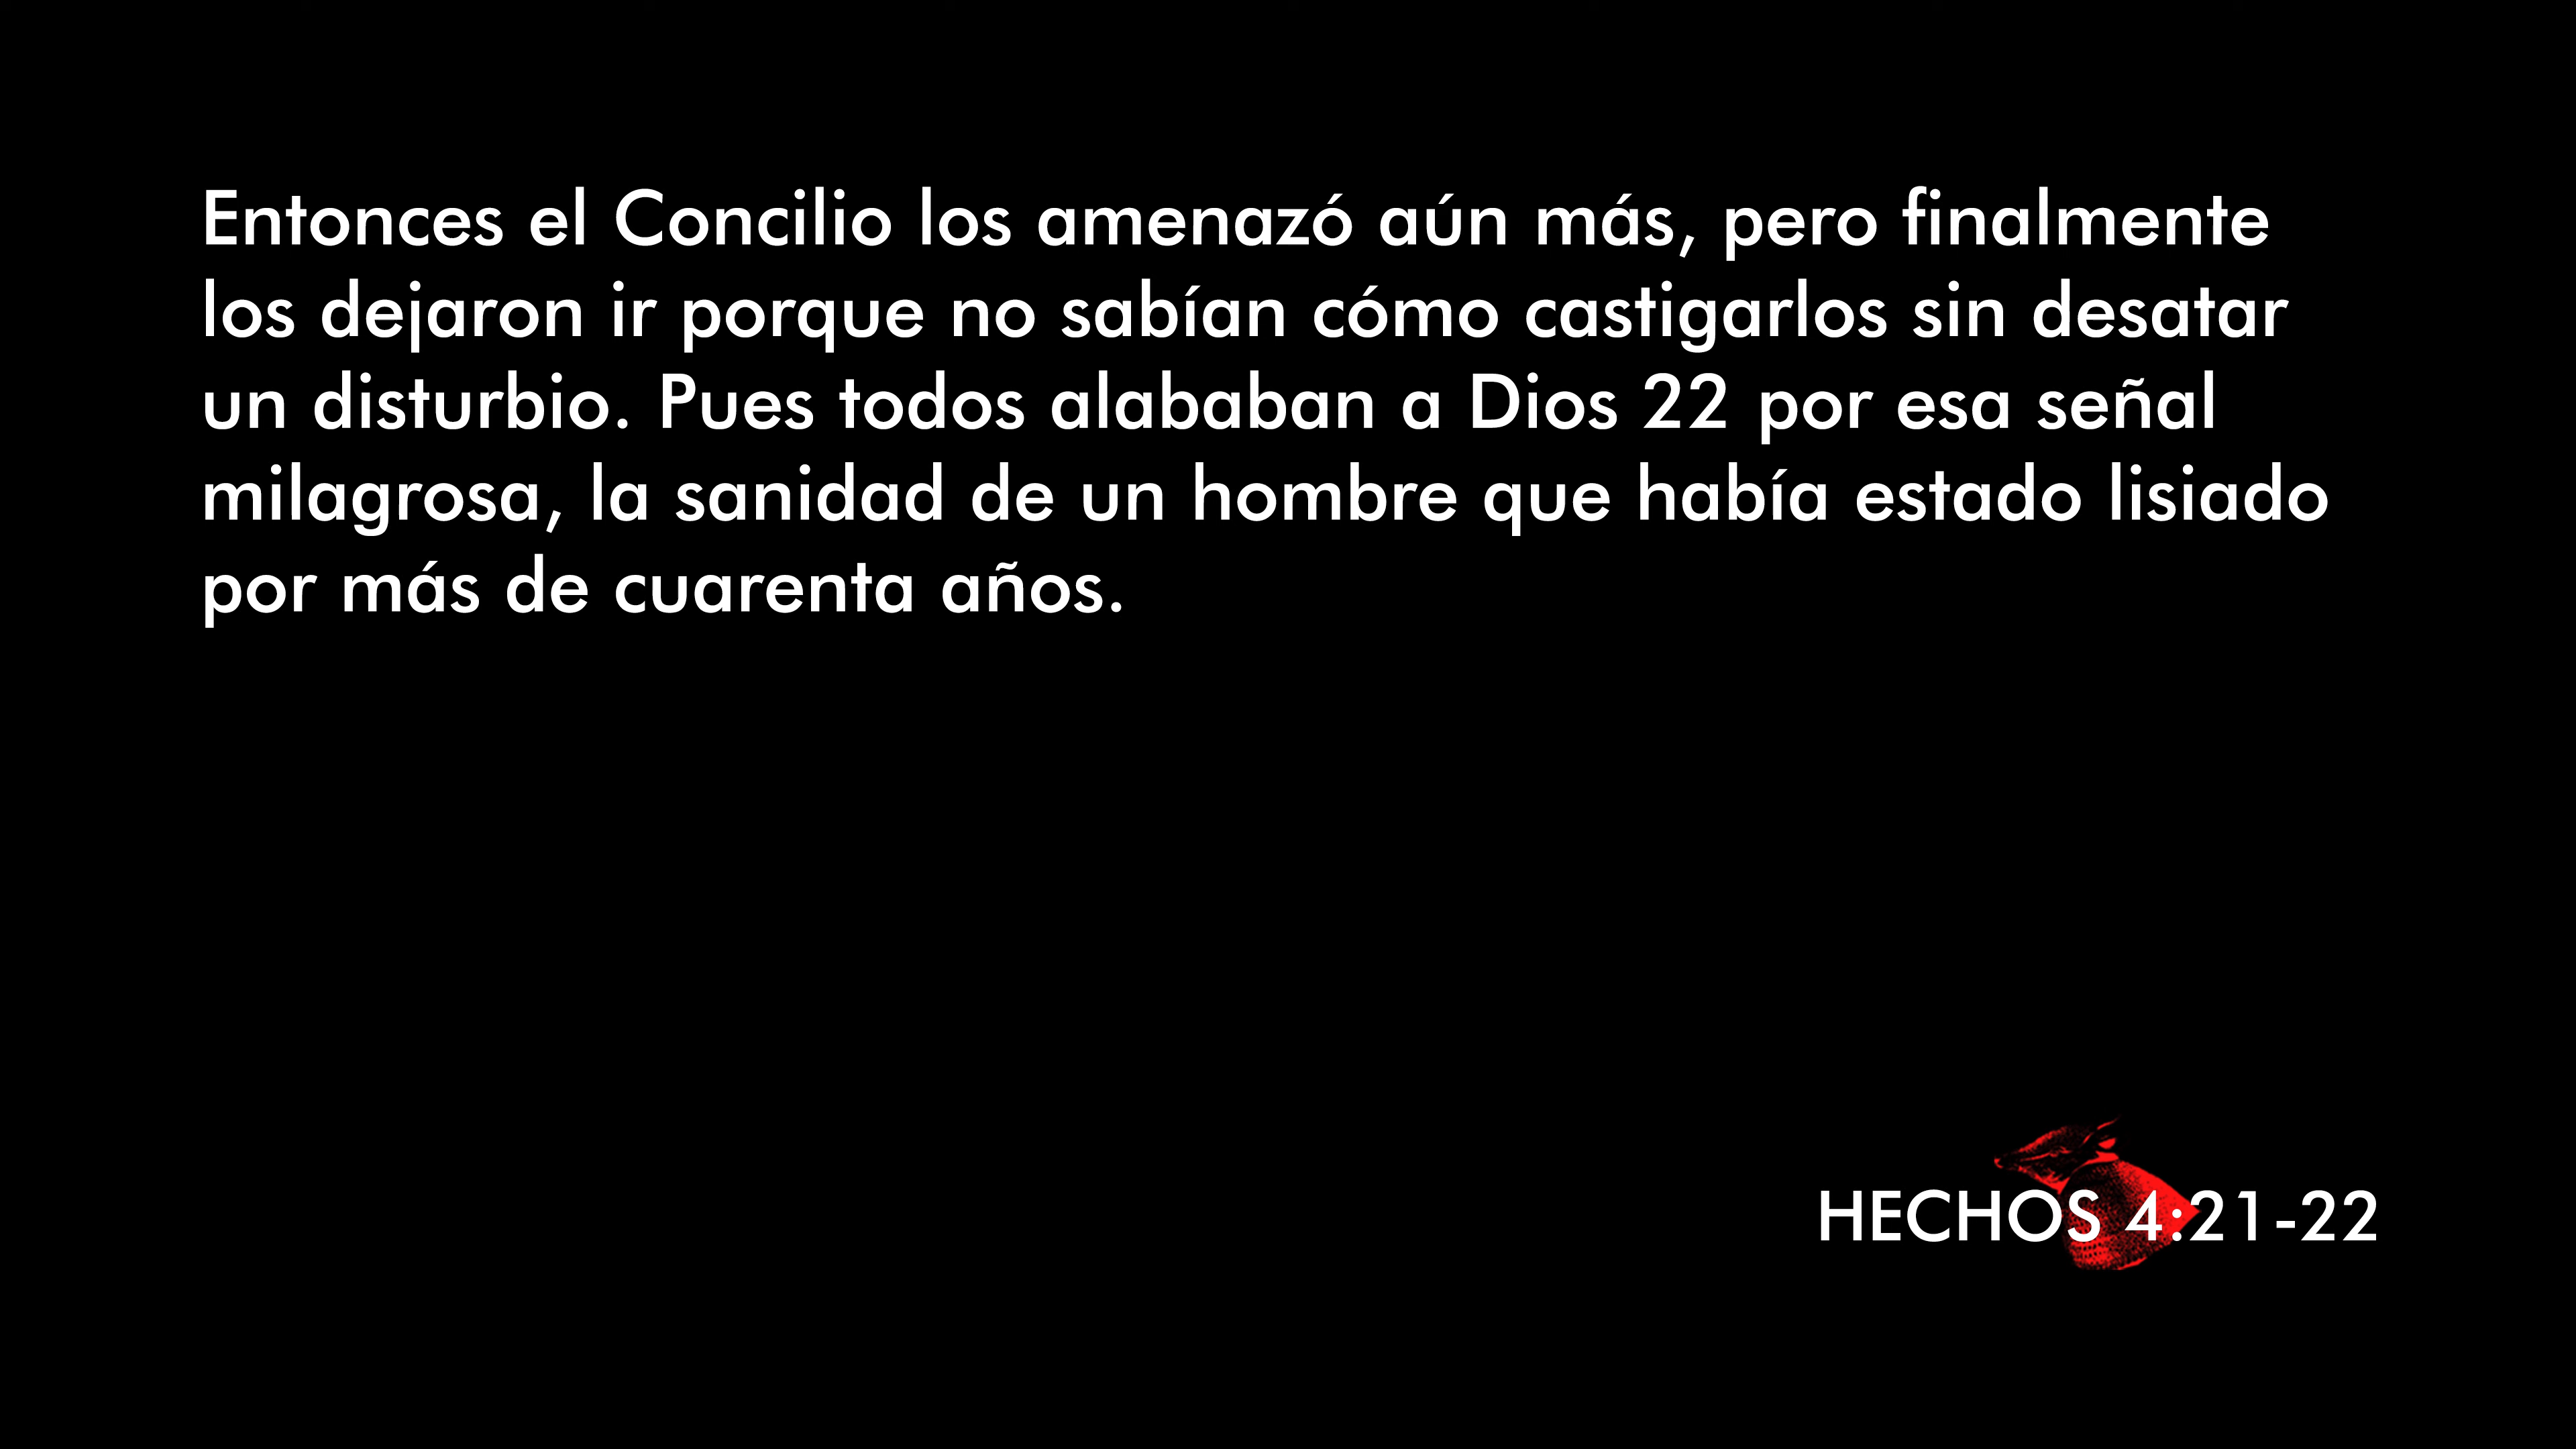 Entonces el Concilio los amenazó aún más, pero finalmente
los dejaron ir porque no sabían cómo castigarlos sin desatar
un disturbio. Pues todos alababan a Dios 22 por esa señal
milagrosa, la sanidad de un hombre que había estado lisiado
por más de cuarenta años.
HECHOS 4:21-22